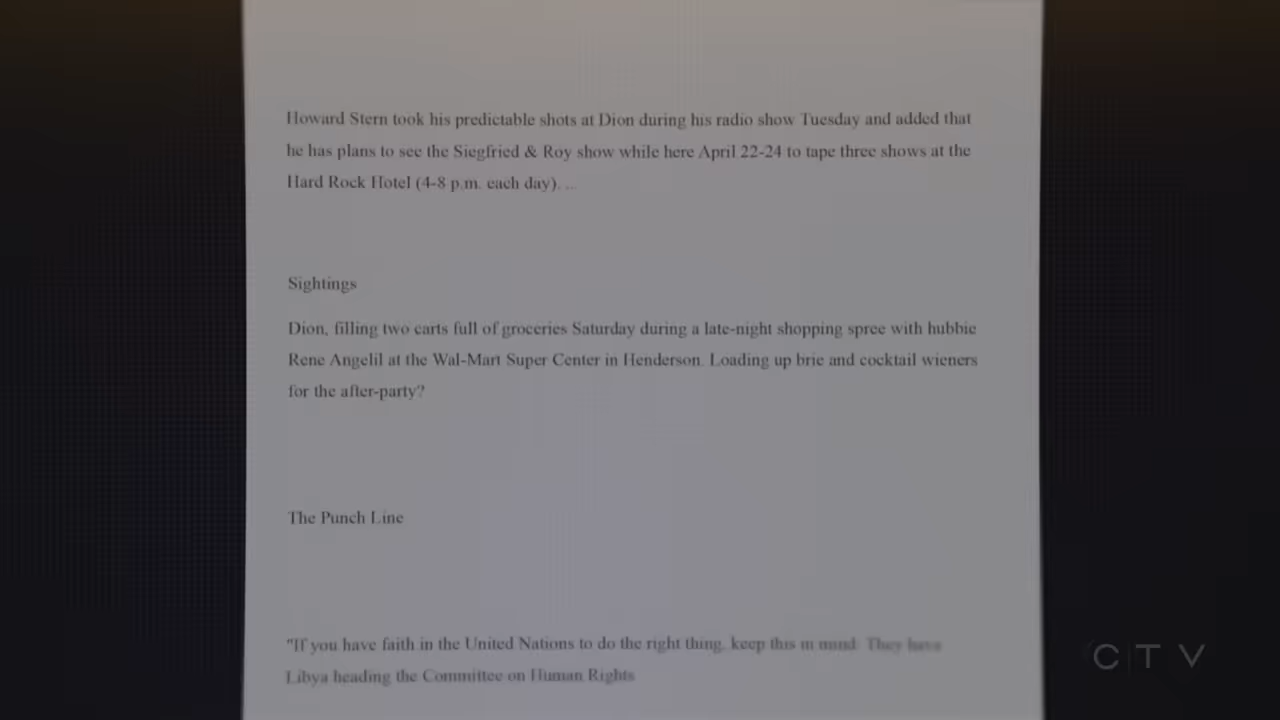 Howard Stern took his predictable shots at Dion during his radio show Tuesday and added that
he has plans to see the Siegfried & Roy show while here April 22-24 to tape three shows at the
Hard Rock Hotel (4-8 p.m. each day). ...
Sightings
Dion, filling two carts full of groceries Saturday during a late-night shopping spree with hubbie
Rene Angelil at the Wal-Mart Super Center in Henderson. Loading up brie and cocktail wieners
for the after-party?
The Punch Line
"If you have faith in the United Nations to do the right thing, keep this in mind: They have
Libya heading the Committee on Human Rights
CTV